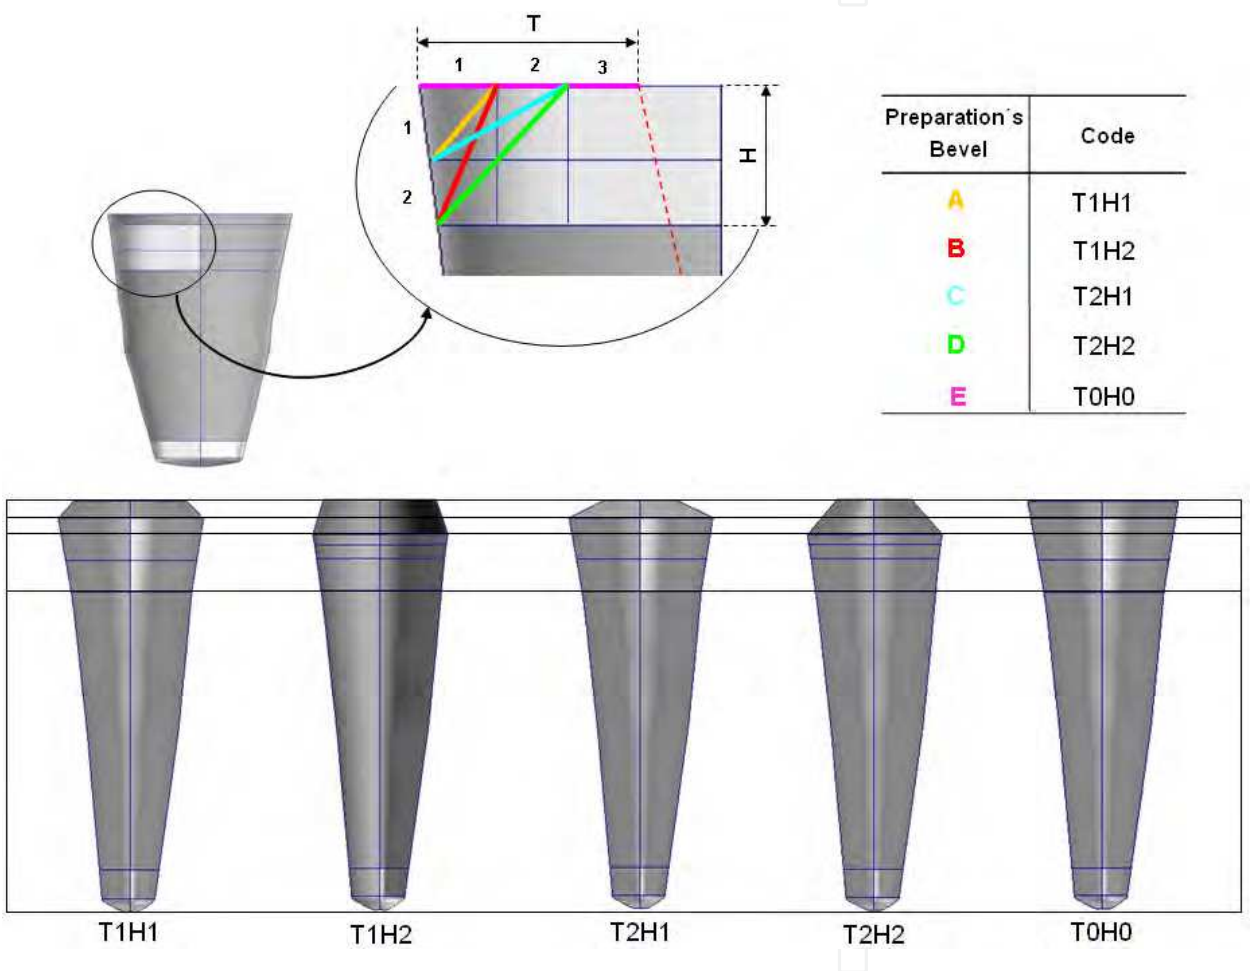 T
1 2 3
1
2
H
Preparation´s Bevel Code
A T1H1
B T1H2
C T2H1
D T2H2
E T0H0
T1H1 T1H2 T2H1 T2H2 T0H0